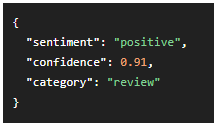 {
  "sentiment": "positive",
  "confidence": 0.91,
  "category": "review"
}